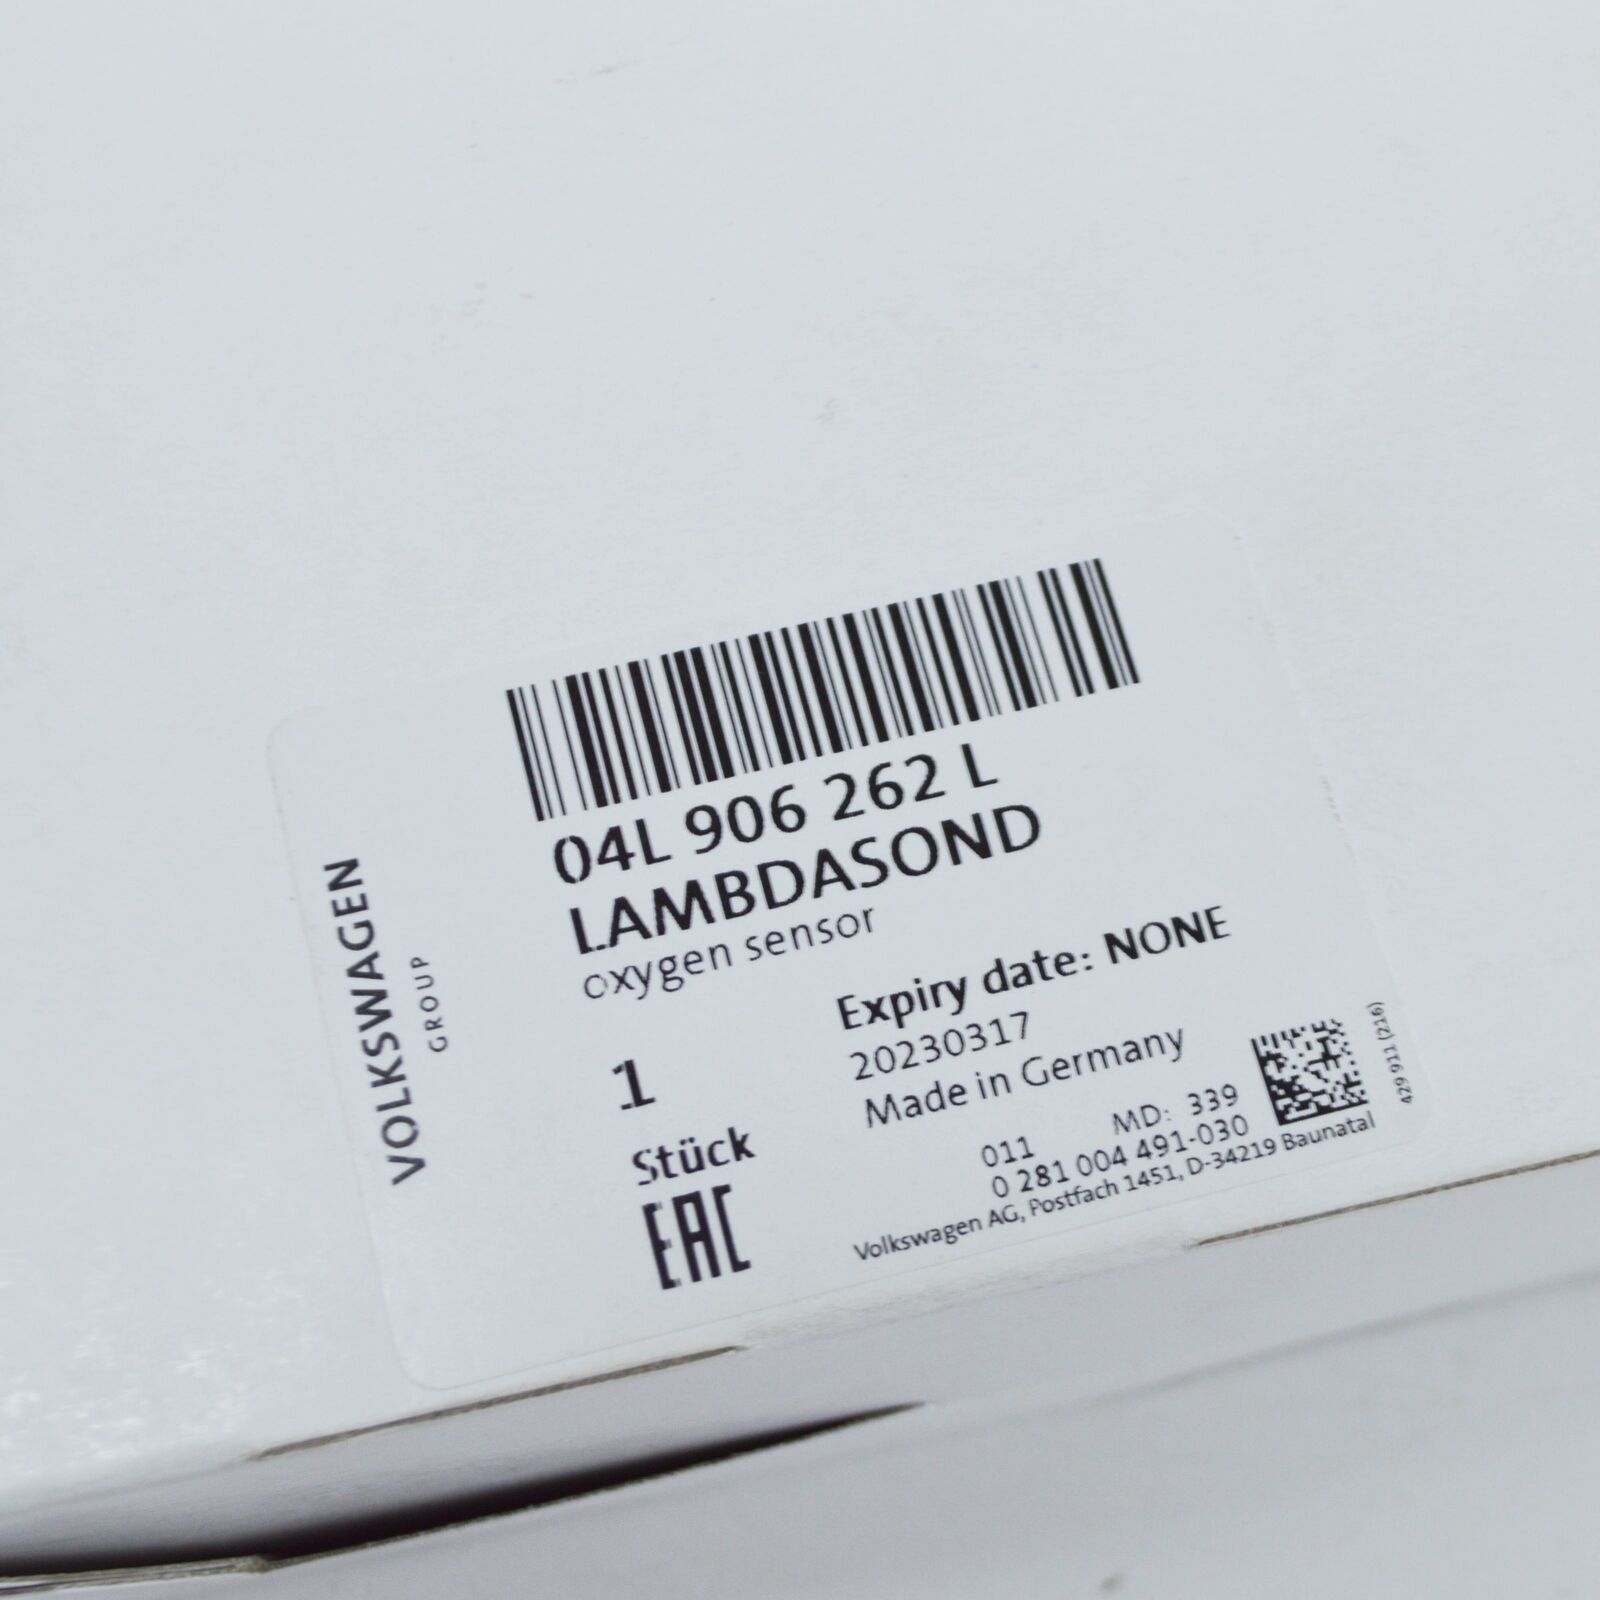 VOLKSWAGEN
GROUP
04L 906 262 L
LAMBDASOND
oxygen sensor
Expiry date: NONE
20230317
Made in Germany
1
Stück
EAC
011 MD: 339
0 281 004 491-030
Volkswagen AG, Postfach 1451, D-34219 Baunatal
429 911 (216)